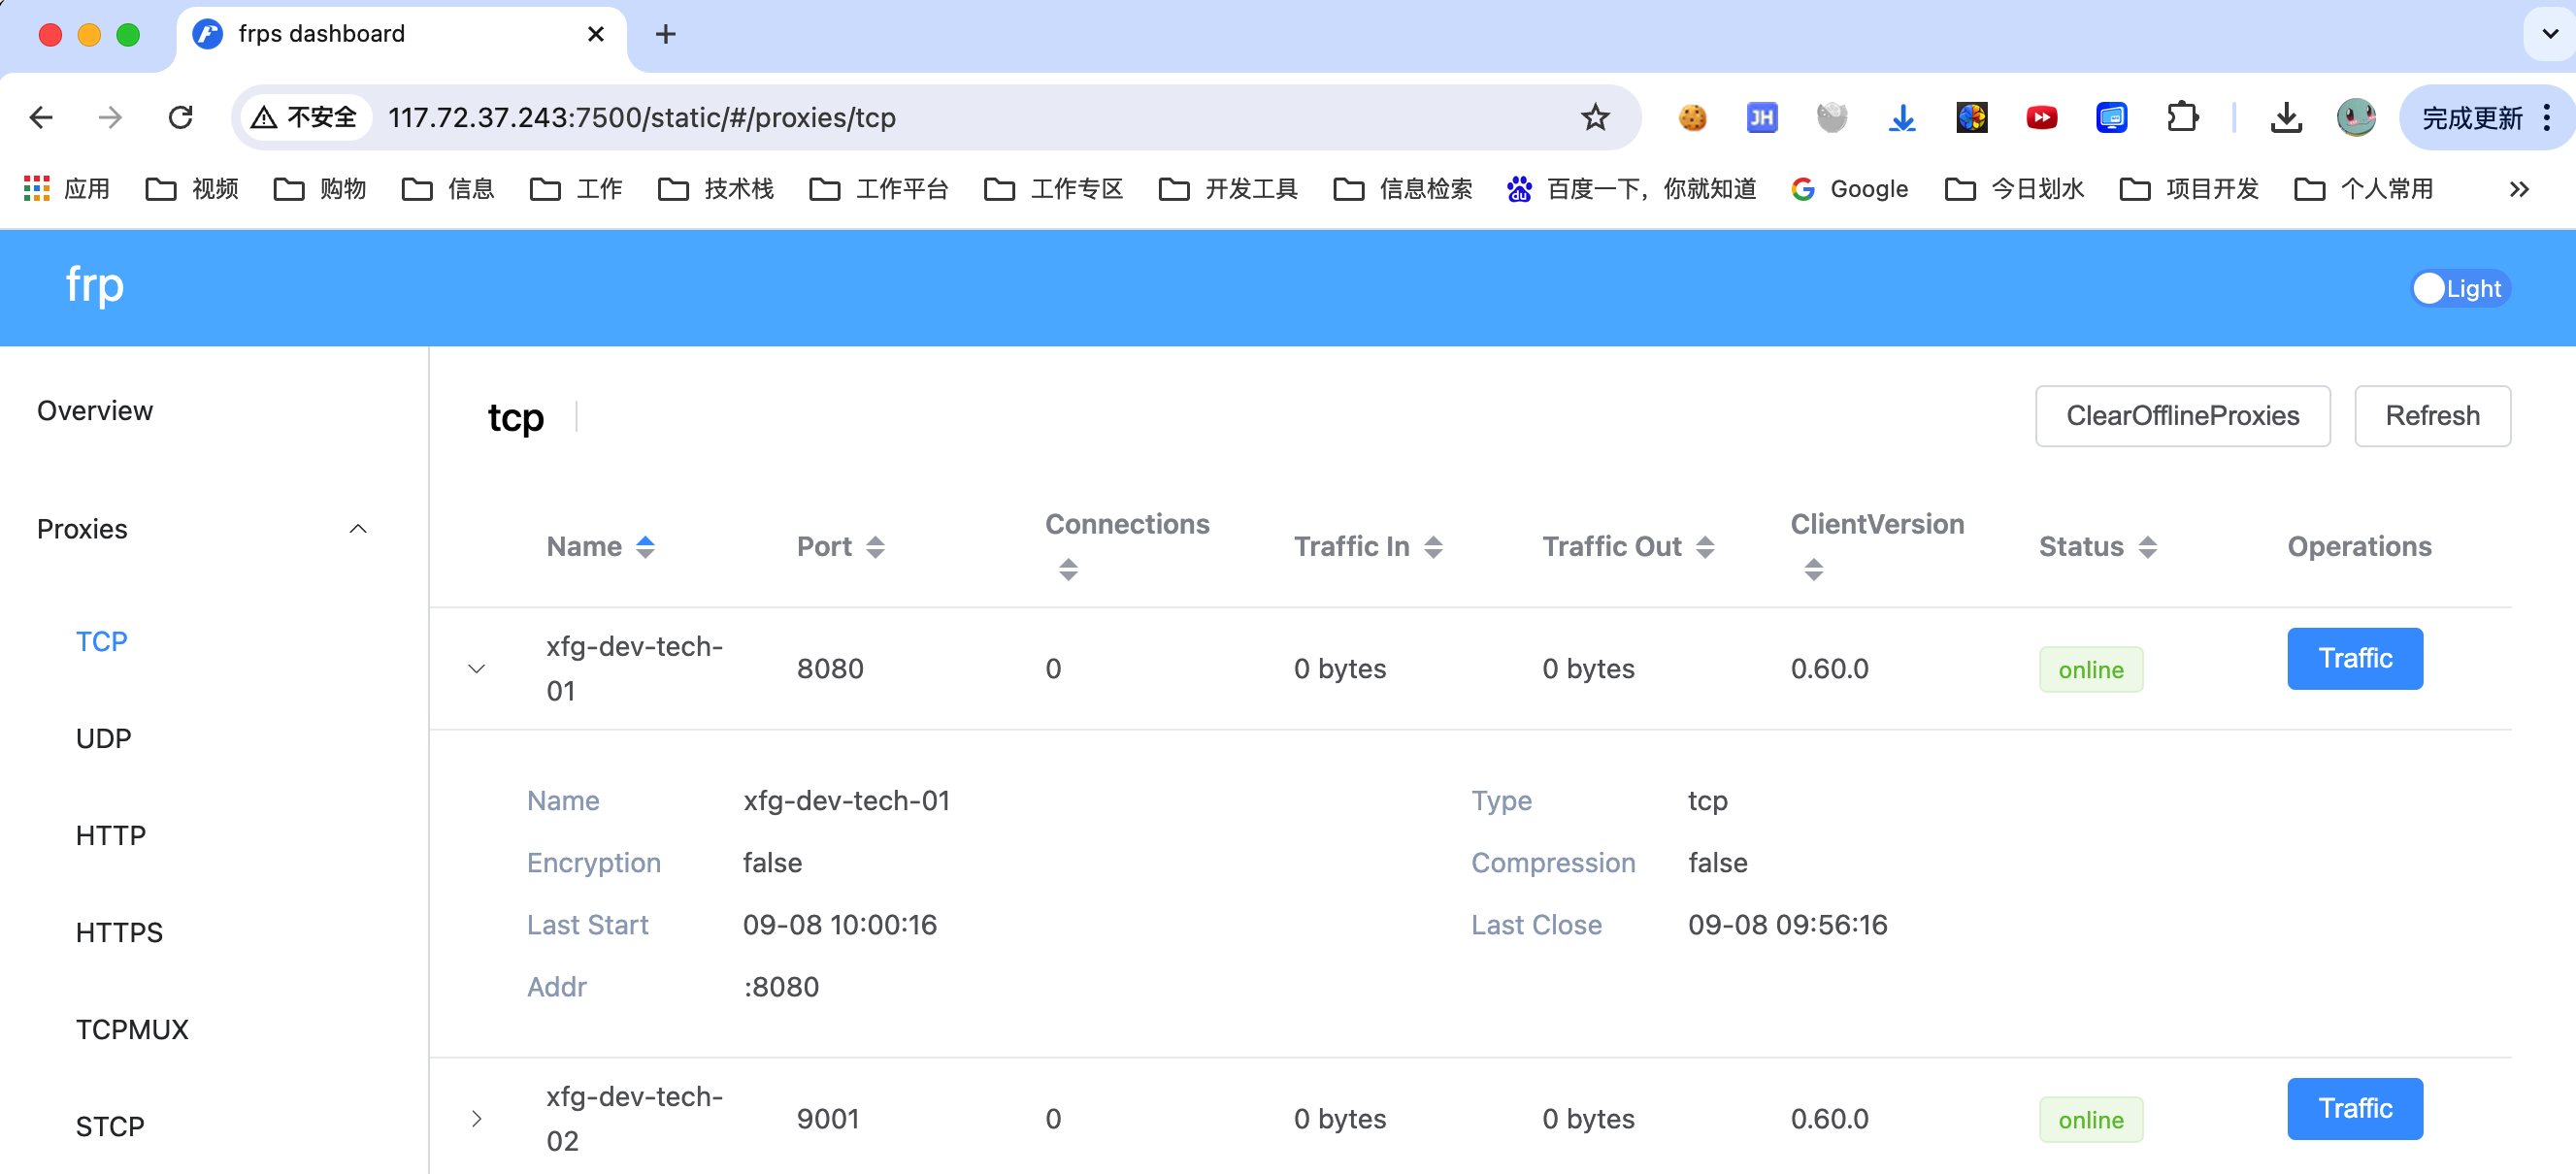 frps dashboard
不安全 117.72.37.243:7500/static/#/proxies/tcp
JH
完成更新
应用 视频 购物 信息 工作 技术栈 工作平台 工作专区 开发工具 信息检索 百度一下，你就知道 Google 今日划水 项目开发 个人常用
frp
Light
Overview
Proxies
TCP
UDP
HTTP
HTTPS
TCPMUX
STCP
tcp
ClearOfflineProxies Refresh
Name Port Connections Traffic In Traffic Out ClientVersion Status Operations
xfg-dev-tech-
01
8080 0 0 bytes 0 bytes 0.60.0 online Traffic
Name xfg-dev-tech-01 Type tcp
Encryption false Compression false
Last Start 09-08 10:00:16 Last Close 09-08 09:56:16
Addr :8080
xfg-dev-tech-
02
9001 0 0 bytes 0 bytes 0.60.0 online Traffic